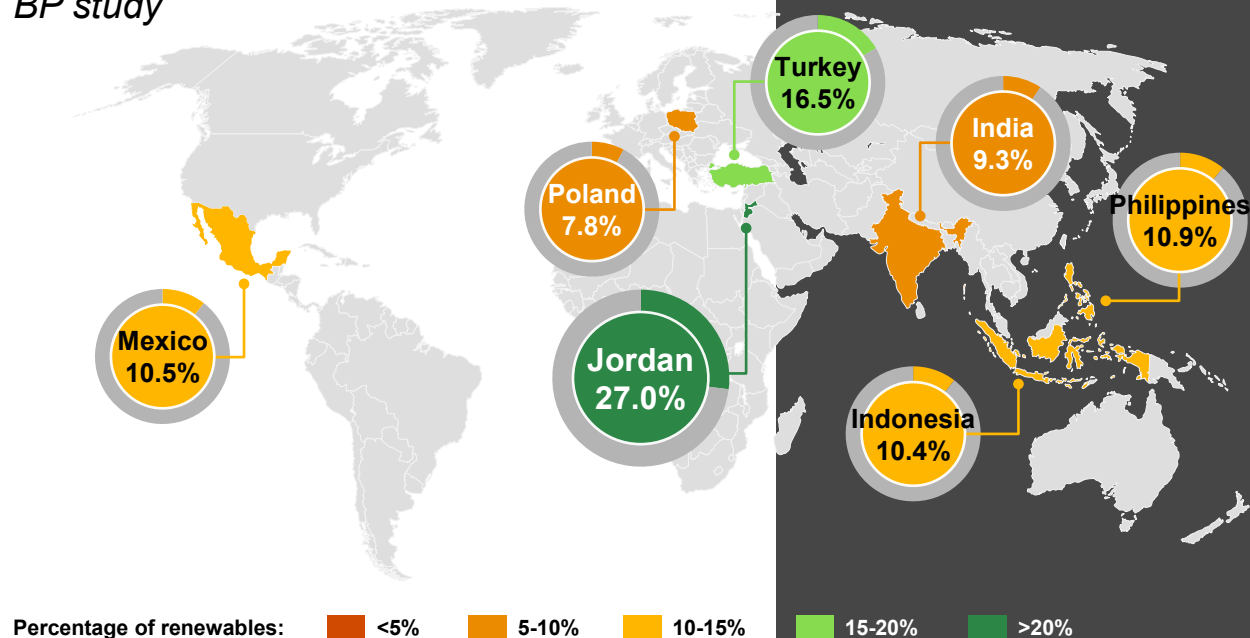 BP study
Turkey
16.5%
India
9.3%
Poland
7.8%
Philippines
10.9%
Mexico
10.5%
Jordan
27.0%
Indonesia
10.4%
Percentage of renewables: <5% 5-10% 10-15% 15-20% >20%